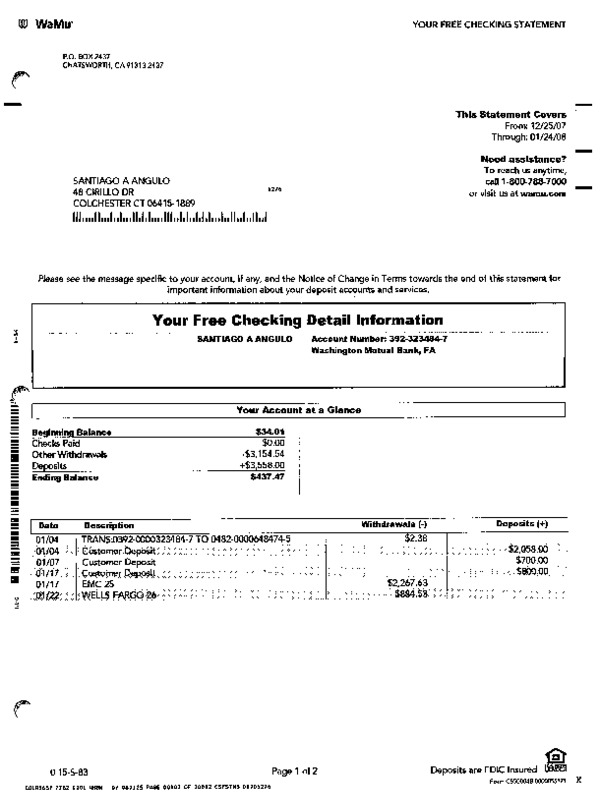 WaMu
YOUR FREE CHECKING STATEMENT
P.O. BOX 2437
CHATSWORTH, CA 91313-2437
This Statement Covers
From: 12/25/07
Through: 01/24/08
Need assistance?
To reach us anytime,
call 1-800-788-7000
or visit us at wamu.com
SANTIAGO A ANGULO
48 CIRILLO DR
COLCHESTER CT 06415-1889
Please see the message specific to your account, if any, and the Notice of Change in Terms towards the end of this statement for
important information about your deposit accounts and services.
Your Free Checking Detail Information
SANTIAGO A ANGULO Account Number: 392-323484-7
Washington Mutual Bank, FA
Your Account at a Glance
Beginning Balance $34.01
Checks Paid $0.00
Other Withdrawals -$3,154.54
Deposits +$3,558.00
Ending Balance $437.47
Date Description Withdrawals (-) Deposits (+)
01/04 TRANS:0392-0000323484-7 TO 0482-0000648474-5 $2.38
01/04 Customer Deposit $2,058.00
01/07 Customer Deposit $700.00
01/17 Customer Deposit $800.00
01/17 EMC 25 $2,267.63
01/22 WELLS FARGO 26 $884.53
Page 1 of 2
Deposits are FDIC Insured